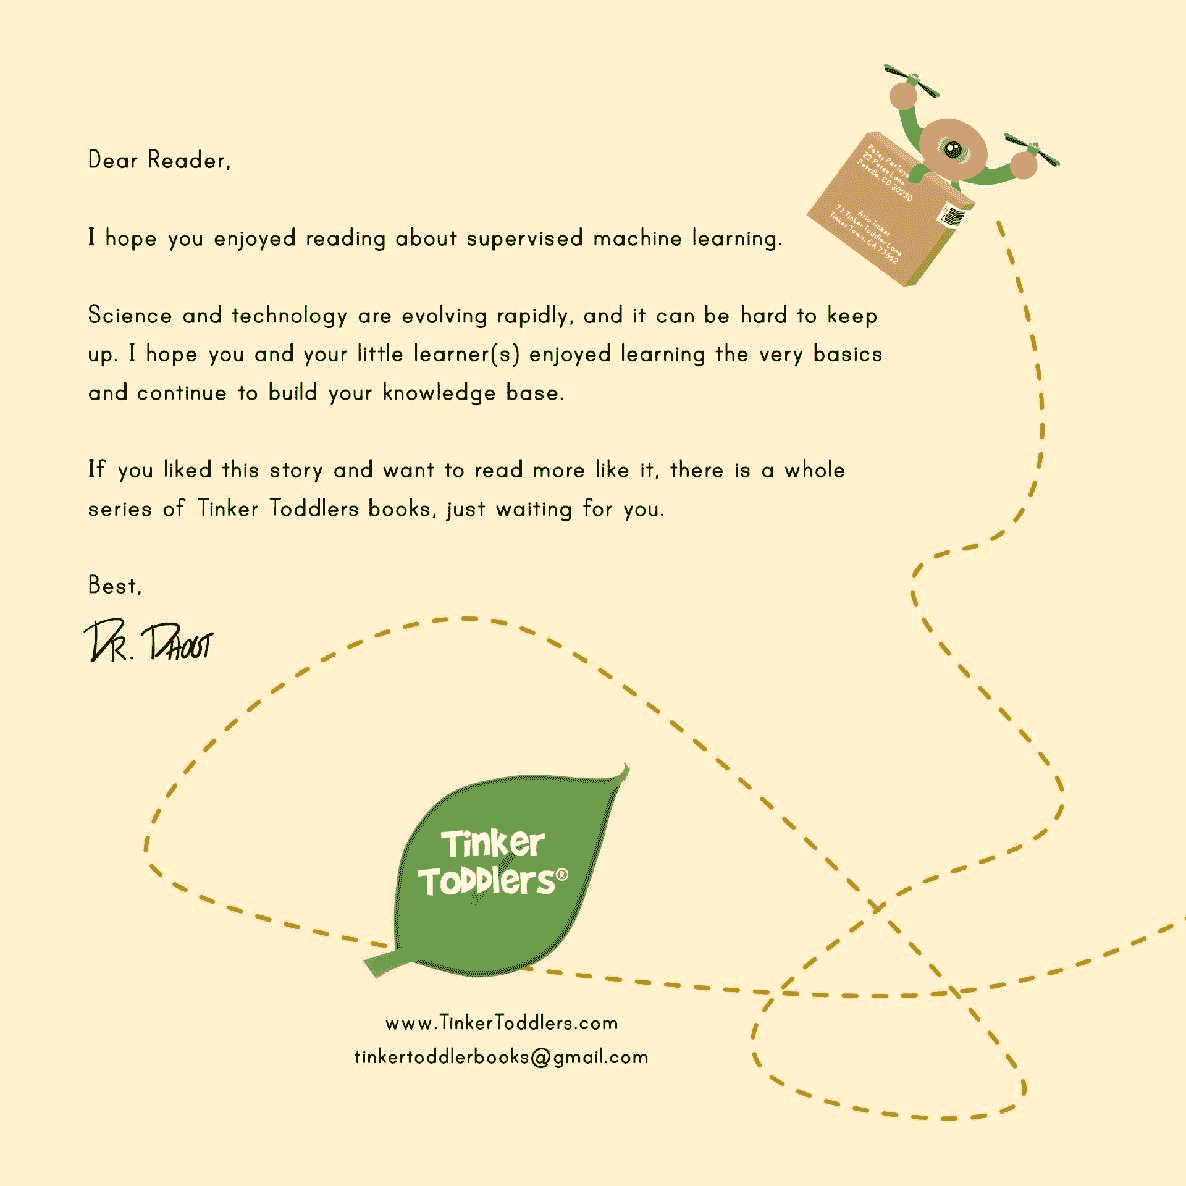 Dear Reader,
I hope you enjoyed reading about supervised machine learning.
Science and technology are evolving rapidly, and it can be hard to keep
up. I hope you and your little learner(s) enjoyed learning the very basics
and continue to build your knowledge base.
If you liked this story and want to read more like it, there is a whole
series of Tinker Toddlers books, just waiting for you.
Best,
DR. DHOOT
Tinker
Toddlers®
www.TinkerToddlers.com
tinkertoddlerbooks@gmail.com